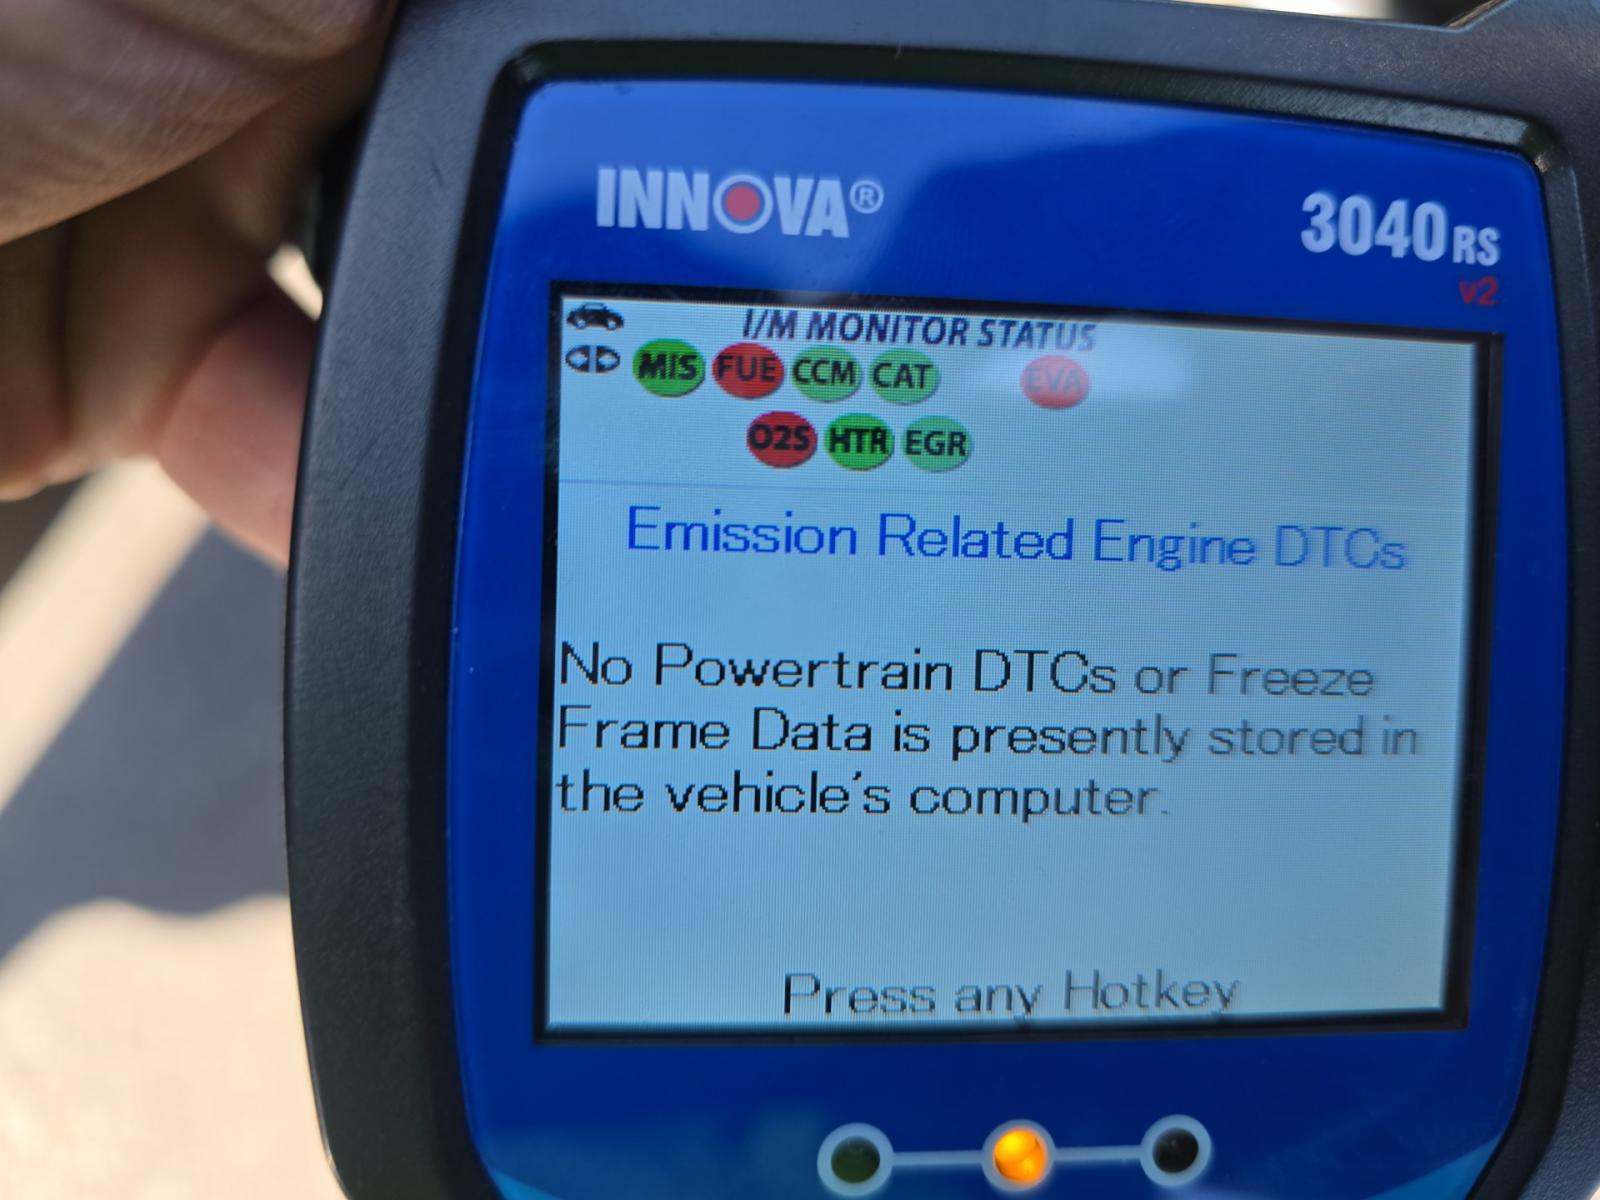 INNOVA®
3040RS
v2
I/M MONITOR STATUS
MIS FUE CCM CAT EVA
O2S HTR EGR
Emission Related Engine DTCs
No Powertrain DTCs or Freeze
Frame Data is presently stored in
the vehicle's computer.
Press any Hotkey